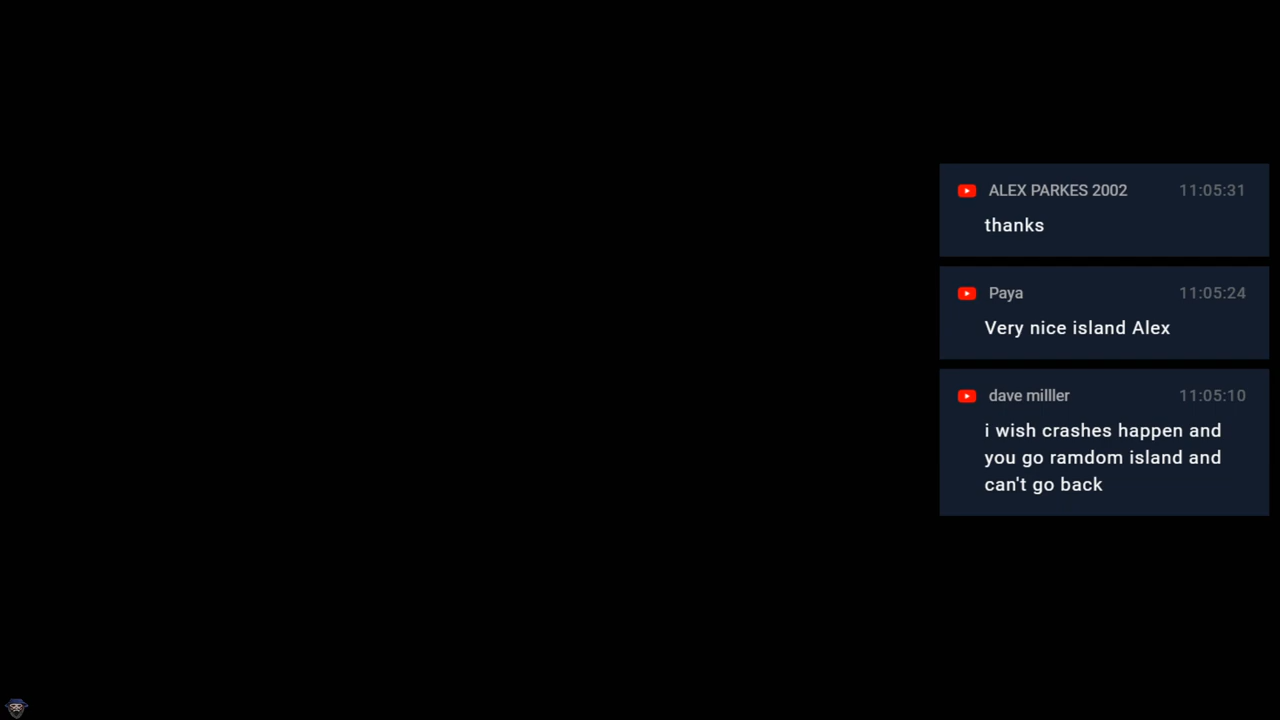 ALEX PARKES 2002 11:05:31
thanks
Paya 11:05:24
Very nice island Alex
dave milller 11:05:10
i wish crashes happen and
you go ramdom island and
can't go back